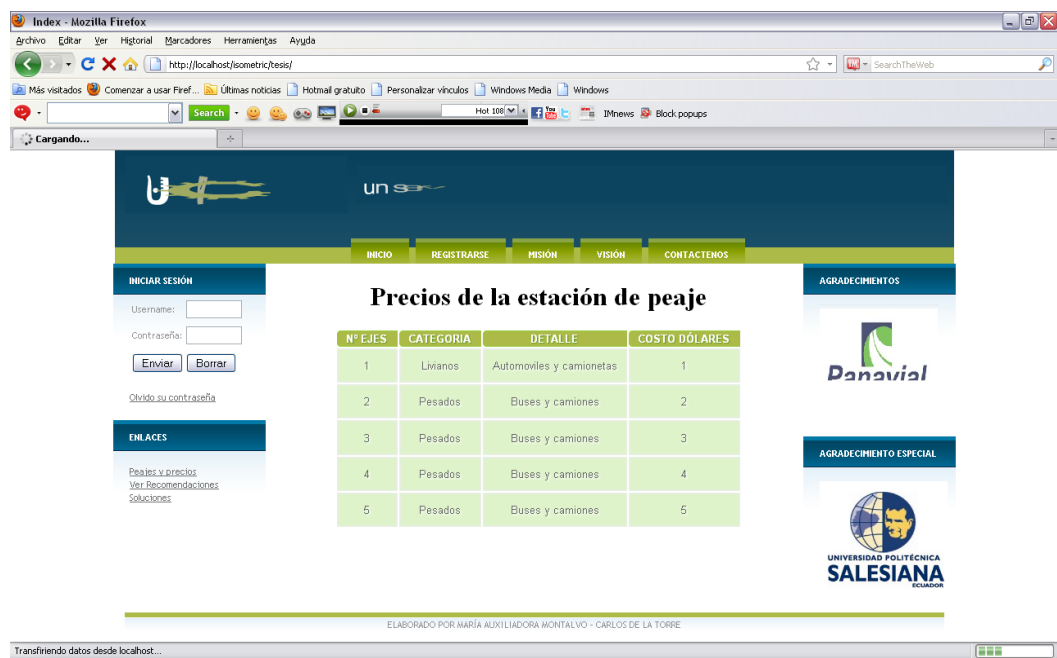 Index - Mozilla Firefox
Archivo Editar Ver Historial Marcadores Herramientas Ayuda
http://localhost/isometric/tesis/
SearchTheWeb
Más visitados Comenzar a usar Firef... Últimas noticias Hotmail gratuito Personalizar vínculos Windows Media Windows
Search Hot 108 IMnews Block popups
Cargando...
un
INICIO REGISTRARSE MISIÓN VISIÓN CONTACTENOS
INICIAR SESIÓN
Username:
Contraseña:
Enviar Borrar
Olvido su contraseña
ENLACES
Peajes y precios
Ver Recomendaciones
Soluciones
Precios de la estación de peaje
Nº EJES CATEGORIA DETALLE COSTO DÓLARES
1 Livianos Automoviles y camionetas 1
2 Pesados Buses y camiones 2
3 Pesados Buses y camiones 3
4 Pesados Buses y camiones 4
5 Pesados Buses y camiones 5
AGRADECIMIENTOS
Panavial
AGRADECIMIENTO ESPECIAL
UNIVERSIDAD POLITÉCNICA
SALESIANA
ECUADOR
ELABORADO POR MARÍA AUXILIADORA MONTALVO - CARLOS DE LA TORRE
Transfiriendo datos desde localhost...